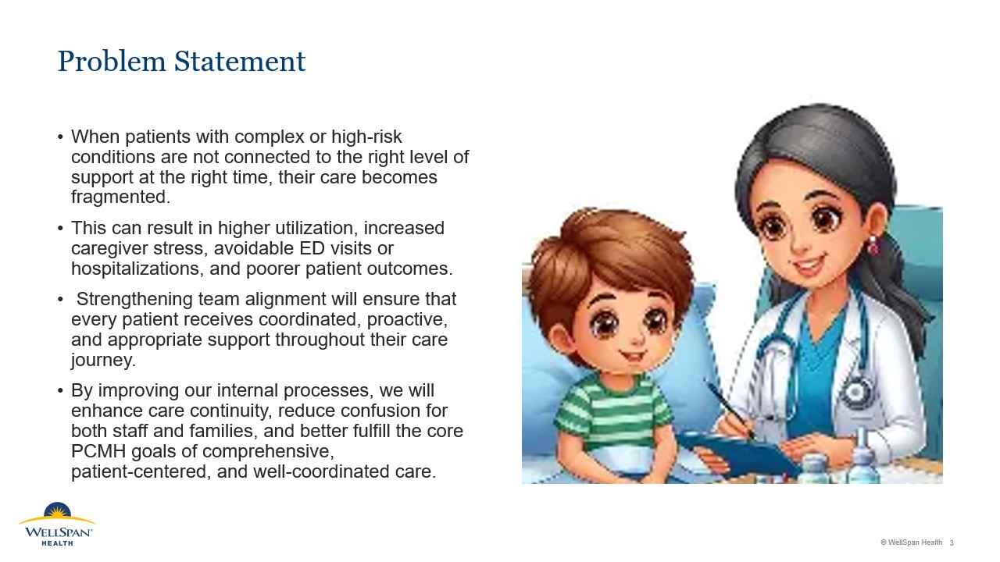 Problem Statement
• When patients with complex or high-risk
conditions are not connected to the right level of
support at the right time, their care becomes
fragmented.
• This can result in higher utilization, increased
caregiver stress, avoidable ED visits or
hospitalizations, and poorer patient outcomes.
• Strengthening team alignment will ensure that
every patient receives coordinated, proactive,
and appropriate support throughout their care
journey.
• By improving our internal processes, we will
enhance care continuity, reduce confusion for
both staff and families, and better fulfill the core
PCMH goals of comprehensive,
patient-centered, and well-coordinated care.
WELLSPAN®
HEALTH
© WellSpan Health 3